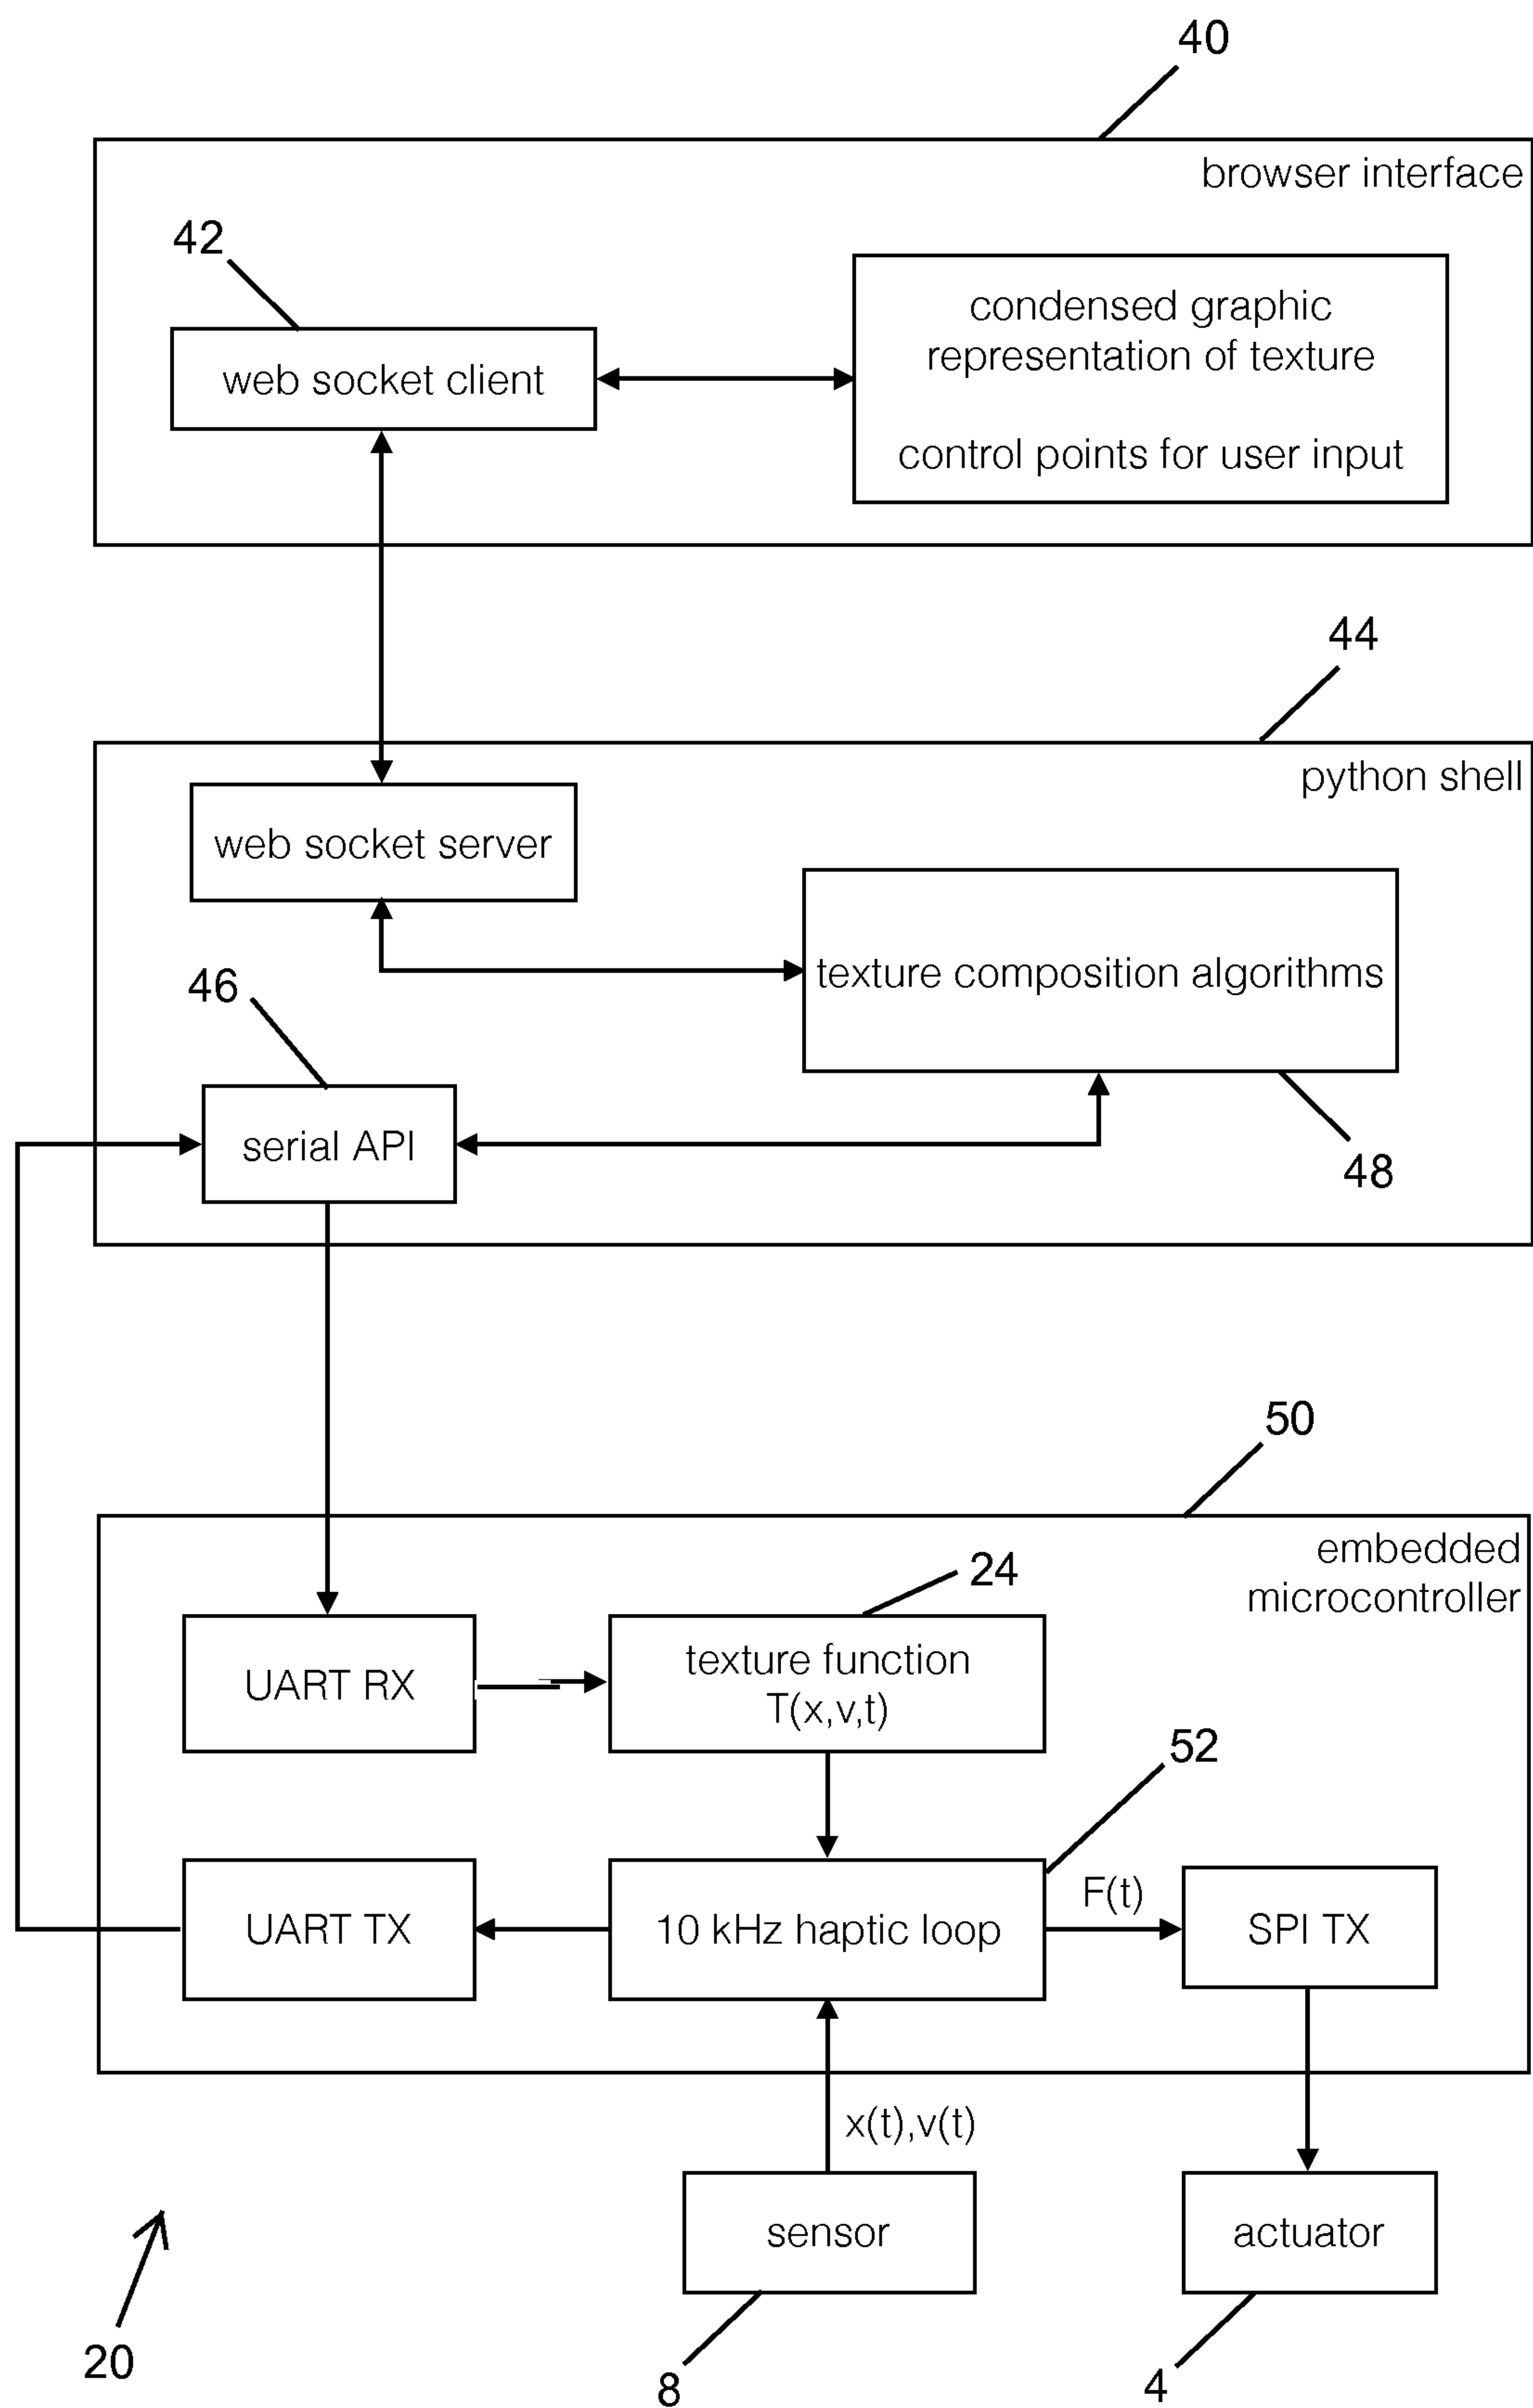 40
browser interface
42
condensed graphic
representation of texture
web socket client
control points for user input
44
python shell
web socket server
texture composition algorithms
46
serial API
48
50
embedded
microcontroller
24
UART RX
texture function
T(x,v,t)
52
UART TX
10 kHz haptic loop
F(t)
SPI TX
x(t),v(t)
sensor
actuator
20
8
4